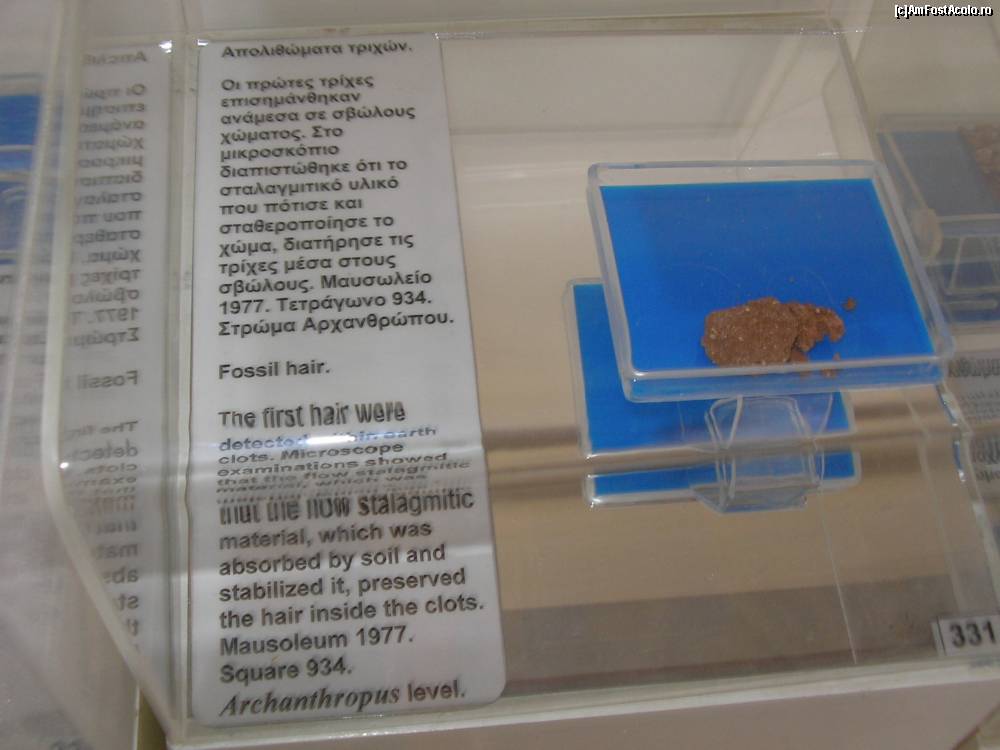 [c]AmFostAcolo.ro
Απολιθώματα τριχών.
Οι πρώτες τρίχες
επισημάνθηκαν
ανάμεσα σε σβώλους
χώματος. Στο
μικροσκόπιο
διαπιστώθηκε ότι το
σταλαγμιτικό υλικό
που πότισε και
σταθεροποίησε το
χώμα, διατήρησε τις
τρίχες μέσα στους
σβώλους. Μαυσωλείο
1977. Τετράγωνο 934.
Στρώμα Αρχανθρώπου.
Fossil hair.
The first hair were
detected within earth
clots. Microscope
examinations showed
that the flow stalagmitic
material, which was
absorbed by soil and
stabilized it, preserved
the hair inside the clots.
Mausoleum 1977.
Square 934.
Archanthropus level.
331